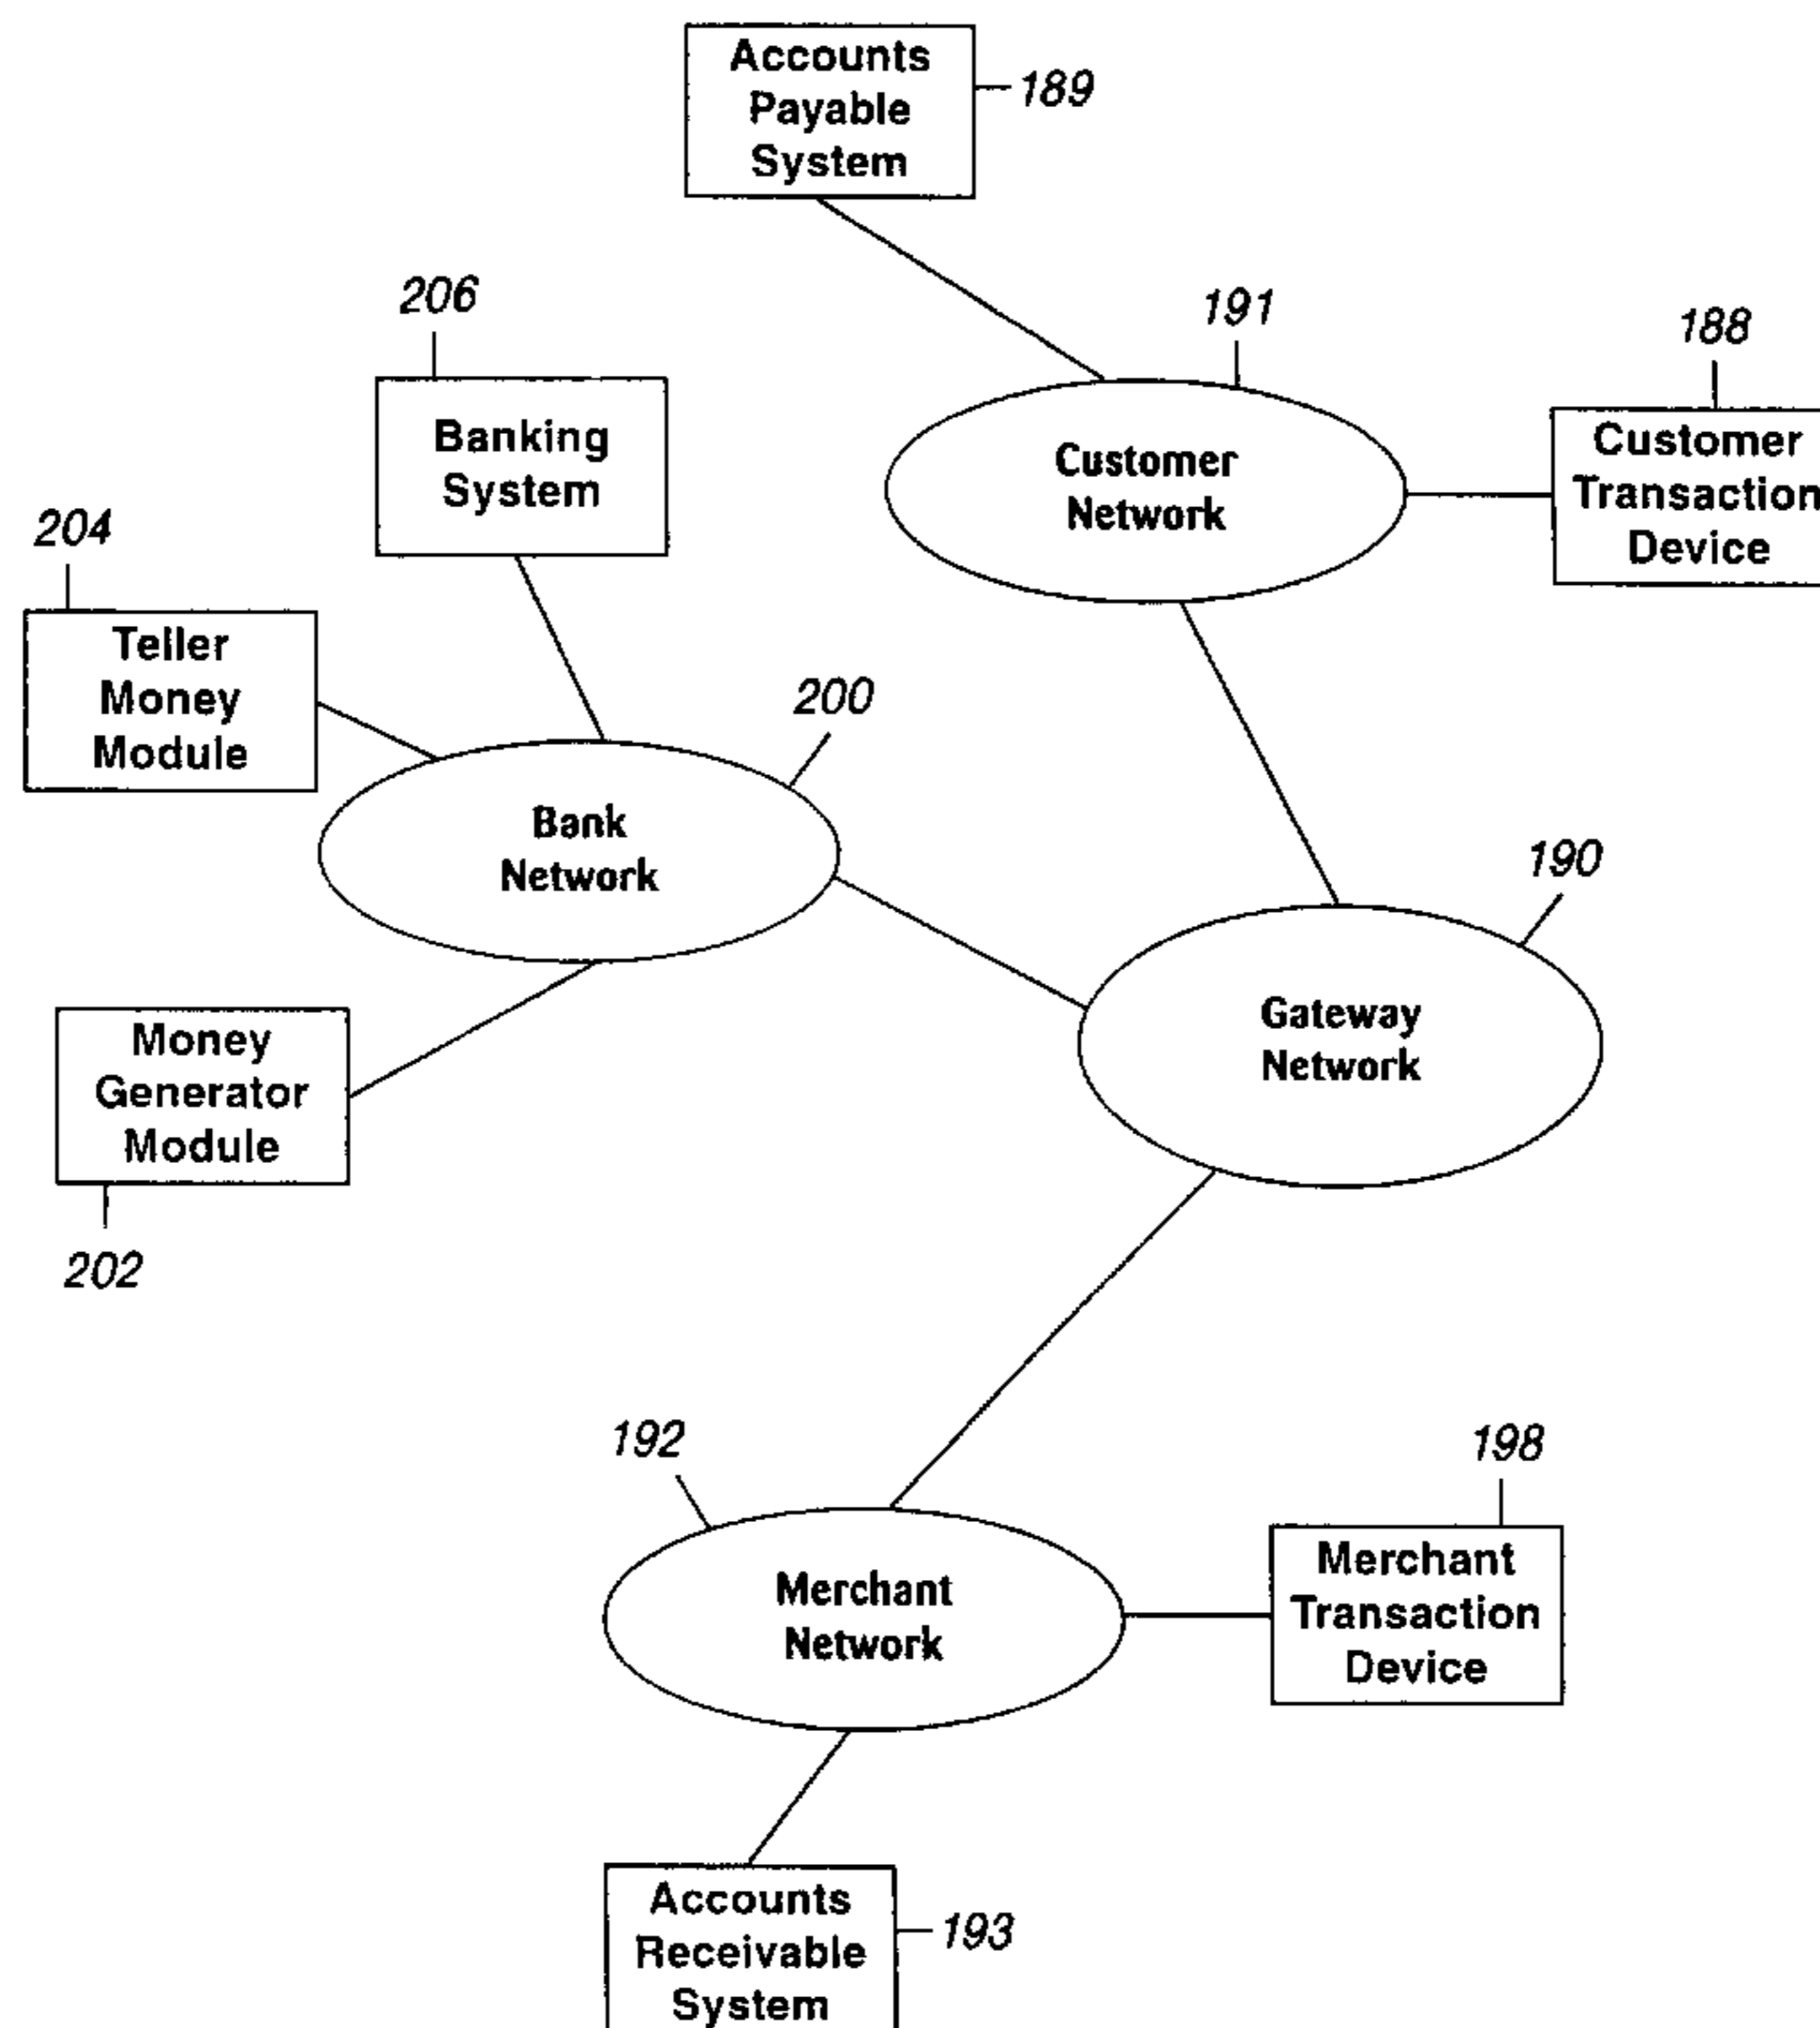 Accounts
Payable
System
189
206
191
188
Banking
System
Customer
Network
Customer
Transaction
Device
204
Teller
Money
Module
200
Bank
Network
190
Gateway
Network
Money
Generator
Module
202
192
198
Merchant
Network
Merchant
Transaction
Device
Accounts
Receivable
System
193